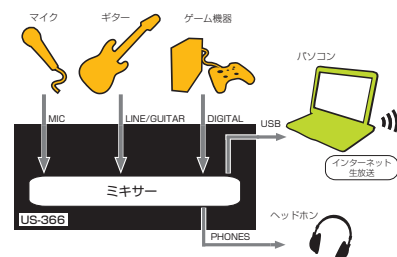 マイク
ギター
ゲーム機器
パソコン
MIC
LINE/GUITAR
DIGITAL
USB
インターネット
生放送
ミキサー
US-366
ヘッドホン
PHONES